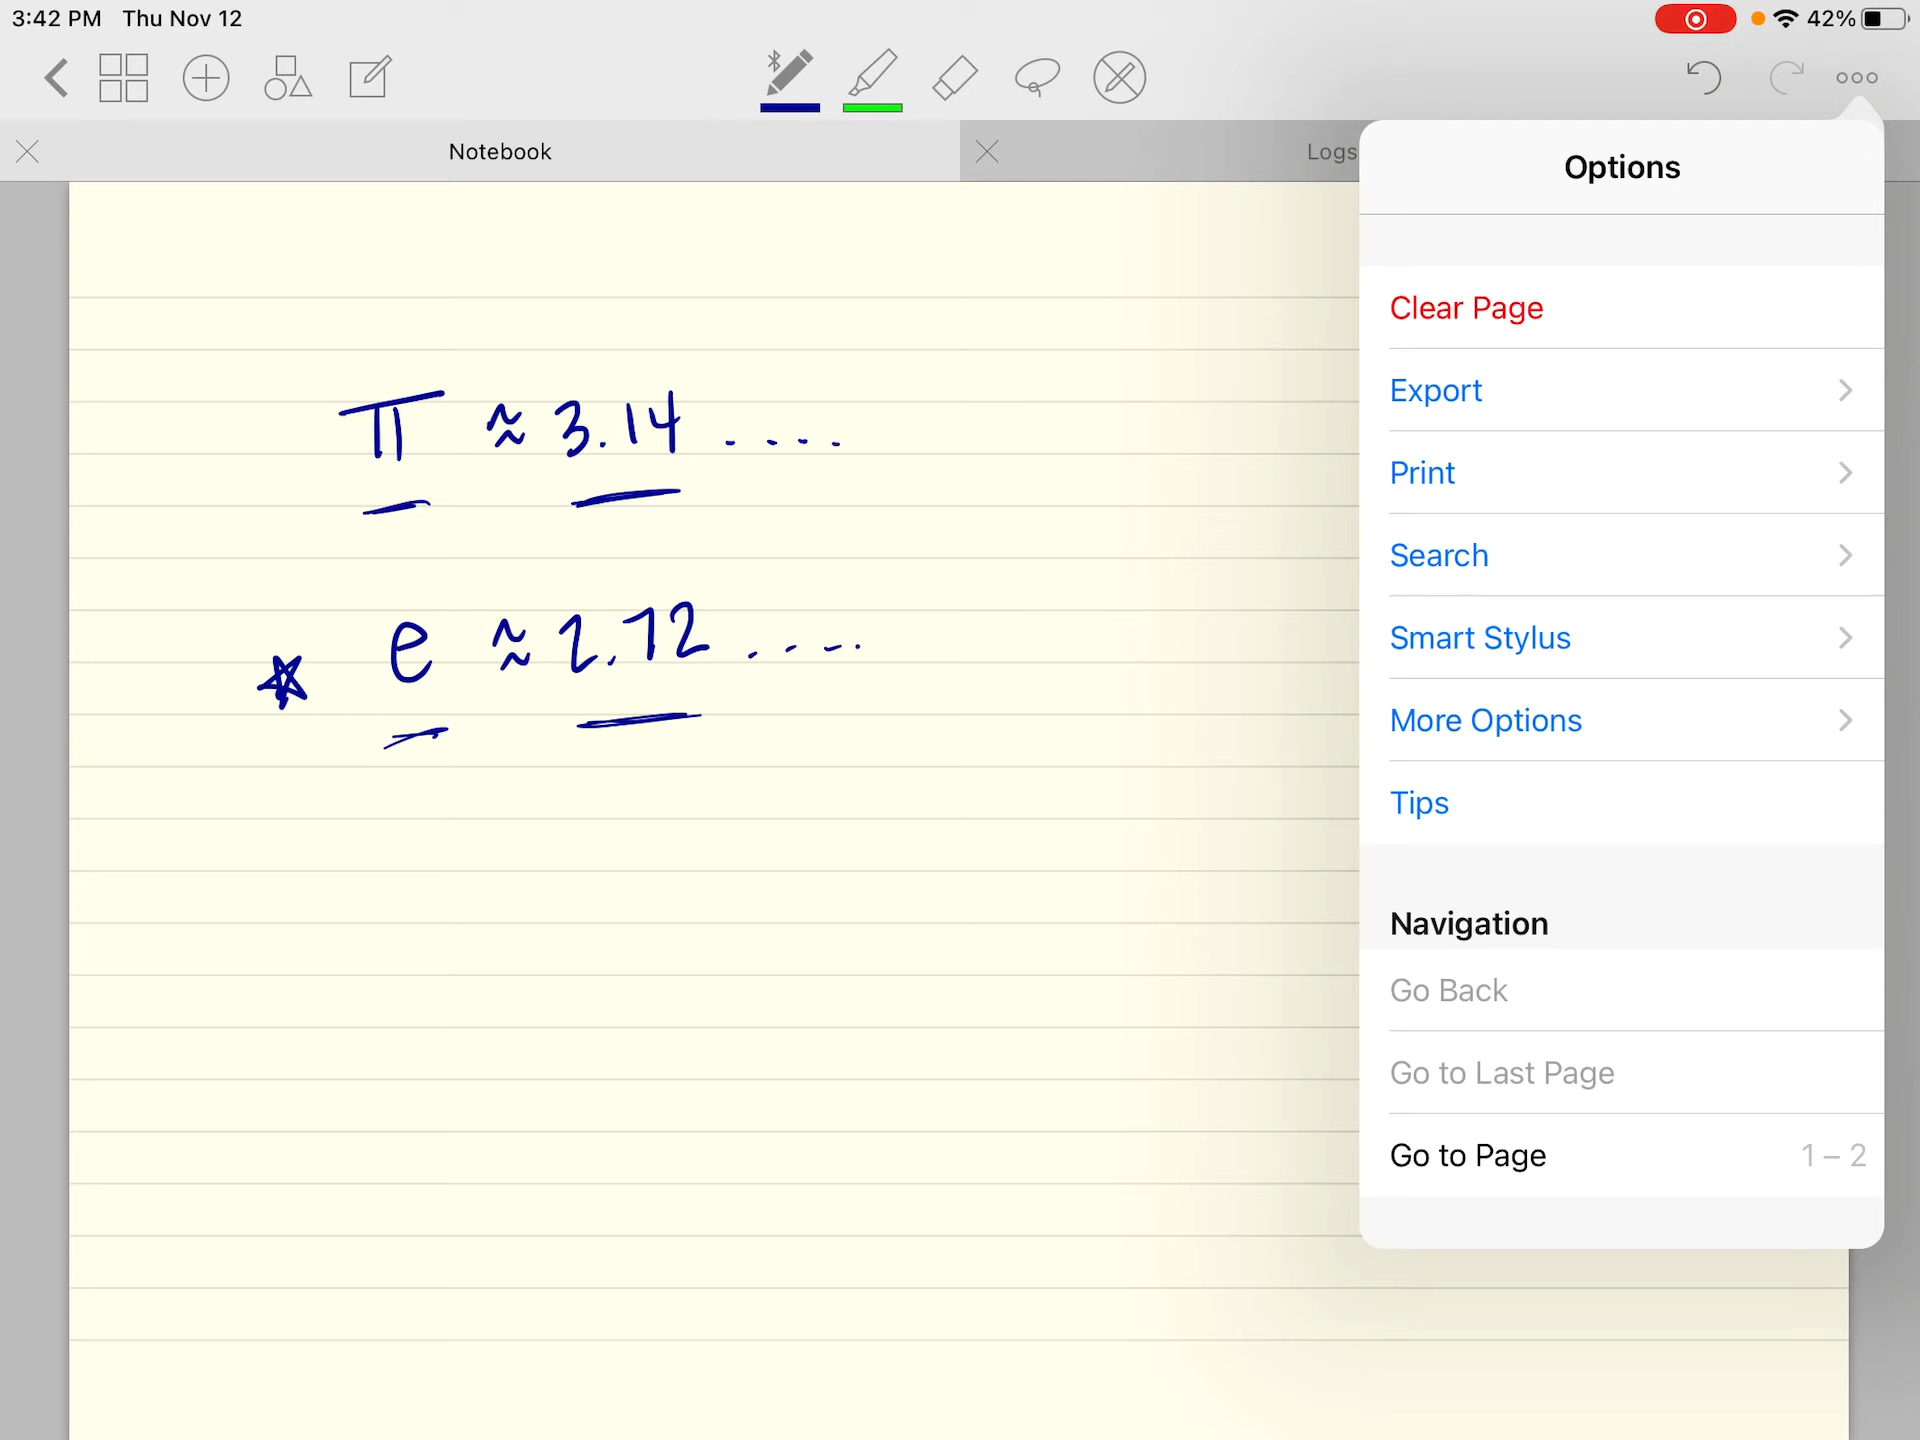 3:42 PM Thu Nov 12 42%
Notebook Logs
Options
Clear Page
Export
Print
Search
Smart Stylus
More Options
Tips
Navigation
Go Back
Go to Last Page
Go to Page 1 – 2
π ≈ 3.14 ....
e ≈ 2.72 ....